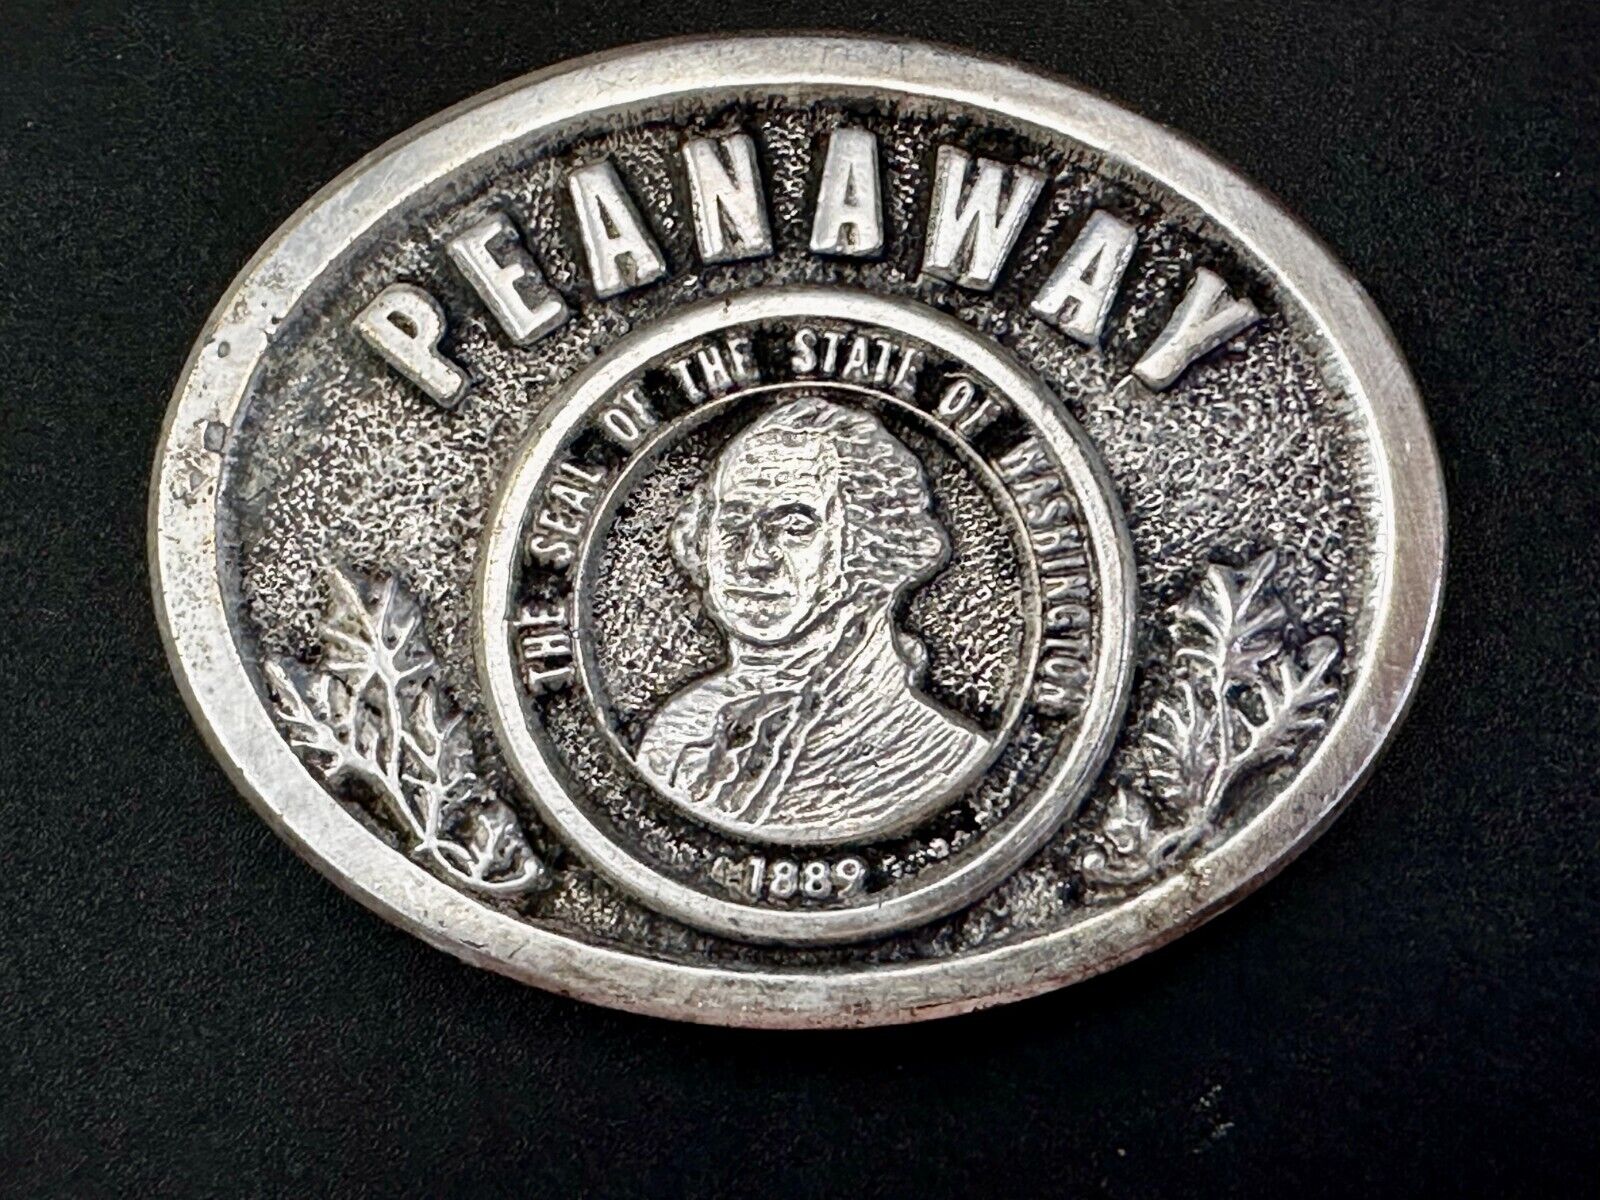 PEANAWAY
THE SEAL OF THE STATE OF WASHINGTON
1889